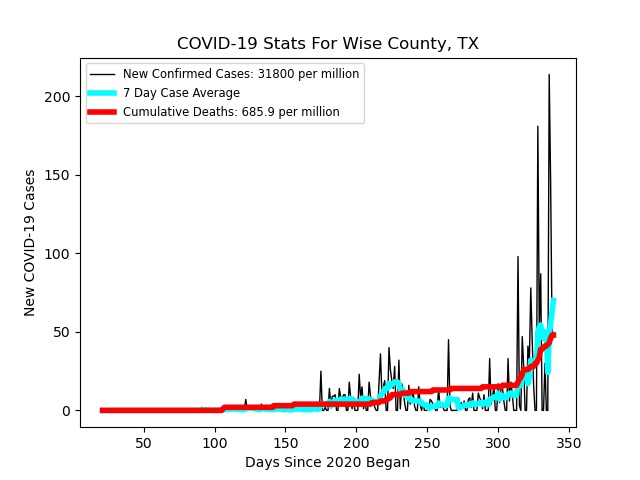 COVID-19 Stats For Wise County, TX
New Confirmed Cases: 31800 per million
7 Day Case Average
Cumulative Deaths: 685.9 per million
200
150
100
50
0
New COVID-19 Cases
50 100 150 200 250 300 350
Days Since 2020 Began